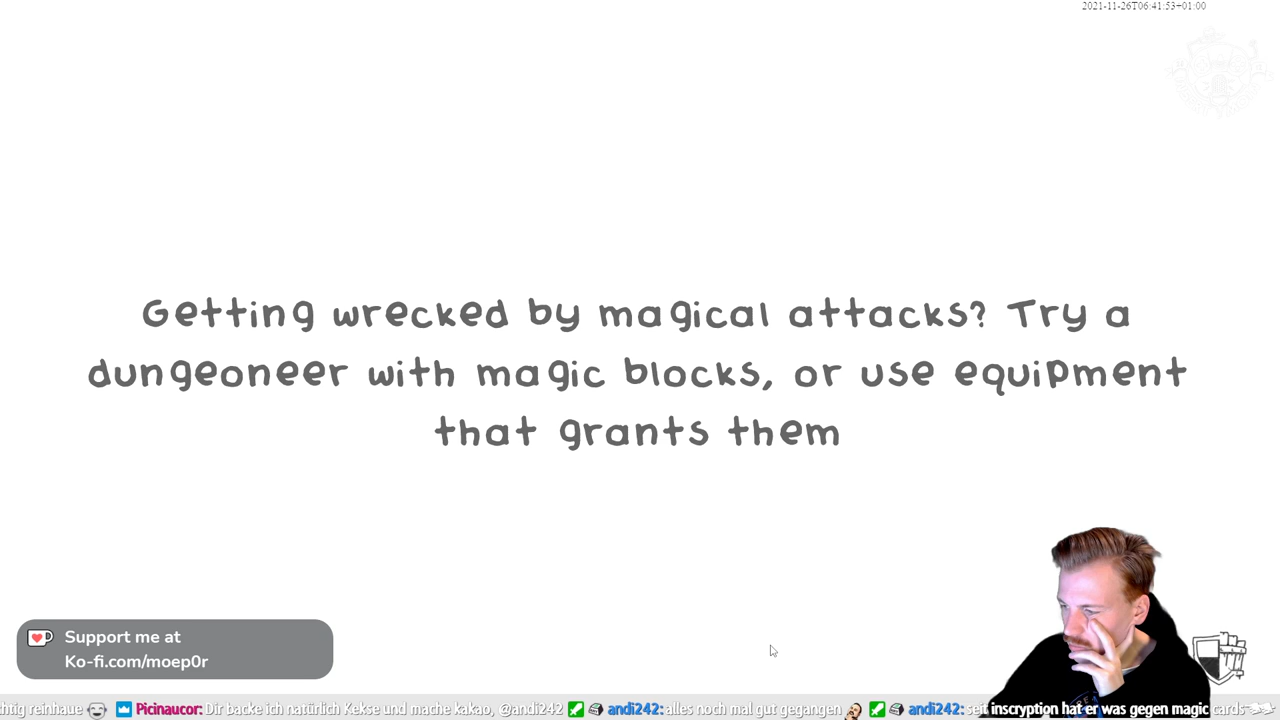 2021-11-26T06:41:53+01:00
Getting wrecked by magical attacks? Try a
dungeoneer with magic blocks, or use equipment
that grants them
Support me at
Ko-fi.com/moep0r
htig reinhaue Picinaucor: Dir backe ich natürlich Kekse und mache kakao, @andi242 andi242: alles noch mal gut gegangen andi242: seit inscryption hat er was gegen magic cards